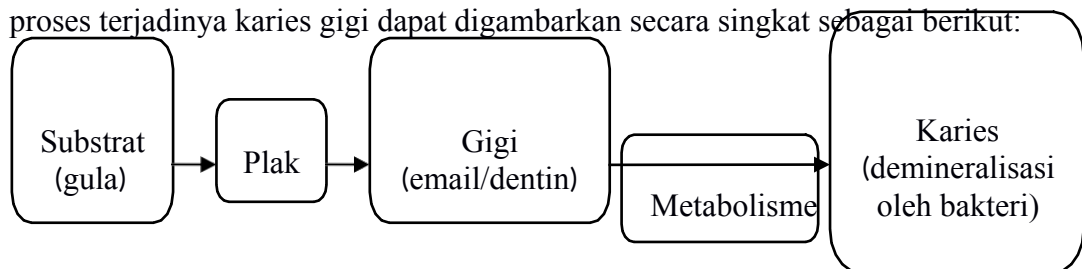 proses terjadinya karies gigi dapat digambarkan secara singkat sebagai berikut:
Substrat
(gula)
Plak
Gigi
(email/dentin)
Metabolisme
Karies
(demineralisasi
oleh bakteri)